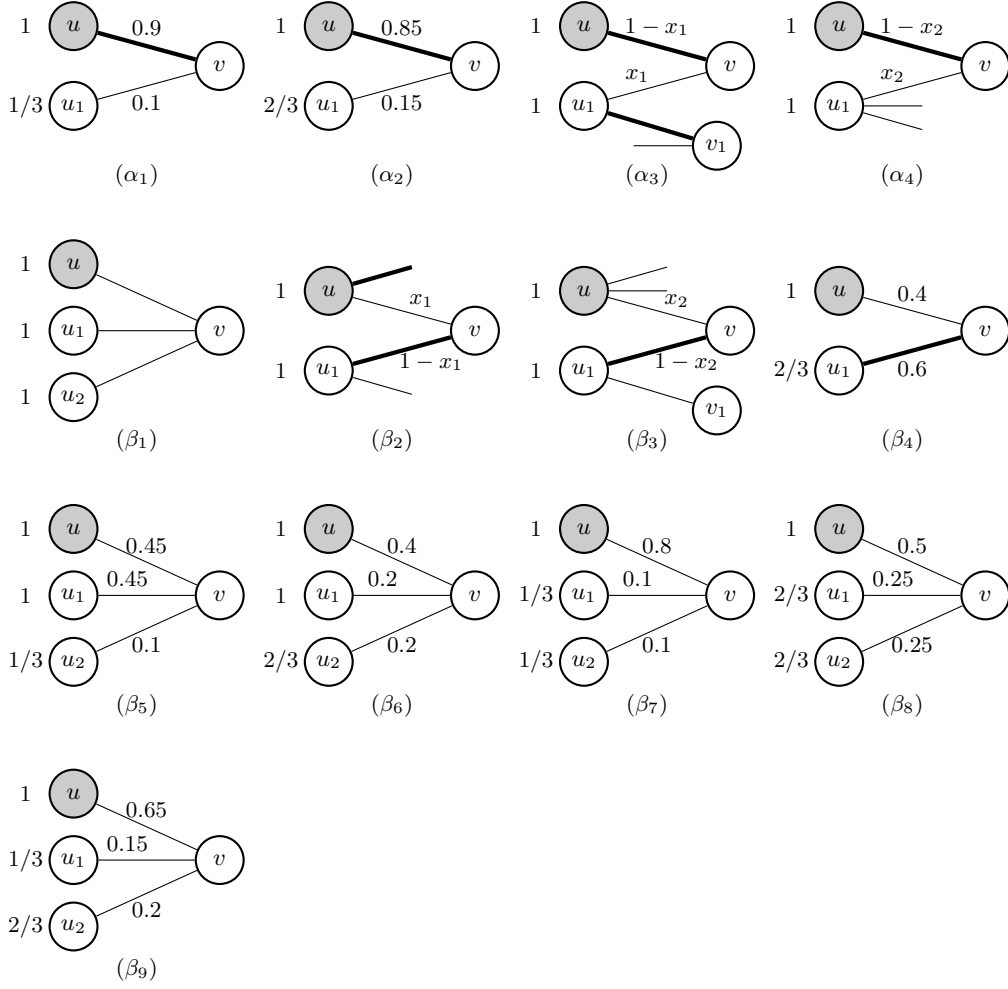 1 u 0.9 v
1/3 u₁ 0.1
(α₁)
1 u 0.85 v
2/3 u₁ 0.15
(α₂)
1 u 1 − x₁ v
1 u₁ x₁
v₁
(α₃)
1 u 1 − x₂ v
1 u₁ x₂
(α₄)
1 u
1 u₁ v
1 u₂
(β₁)
1 u x₁ v
1 u₁ 1 − x₁
(β₂)
1 u x₂ v
1 u₁ 1 − x₂
v₁
(β₃)
1 u 0.4 v
2/3 u₁ 0.6
(β₄)
1 u 0.45
1 u₁ 0.45 v
1/3 u₂ 0.1
(β₅)
1 u 0.4
1 u₁ 0.2 v
2/3 u₂ 0.2
(β₆)
1 u 0.8
1/3 u₁ 0.1 v
1/3 u₂ 0.1
(β₇)
1 u 0.5
2/3 u₁ 0.25 v
2/3 u₂ 0.25
(β₈)
1 u 0.65
1/3 u₁ 0.15 v
2/3 u₂ 0.2
(β₉)